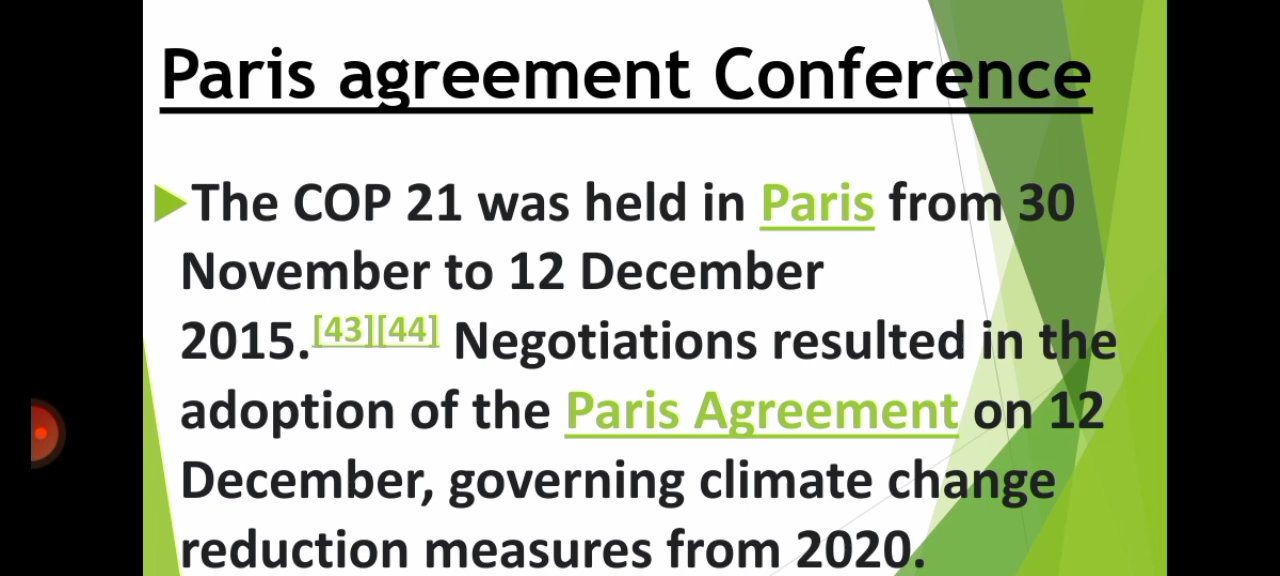 Paris agreement Conference
The COP 21 was held in Paris from 30
November to 12 December
2015.[43][44] Negotiations resulted in the
adoption of the Paris Agreement on 12
December, governing climate change
reduction measures from 2020.